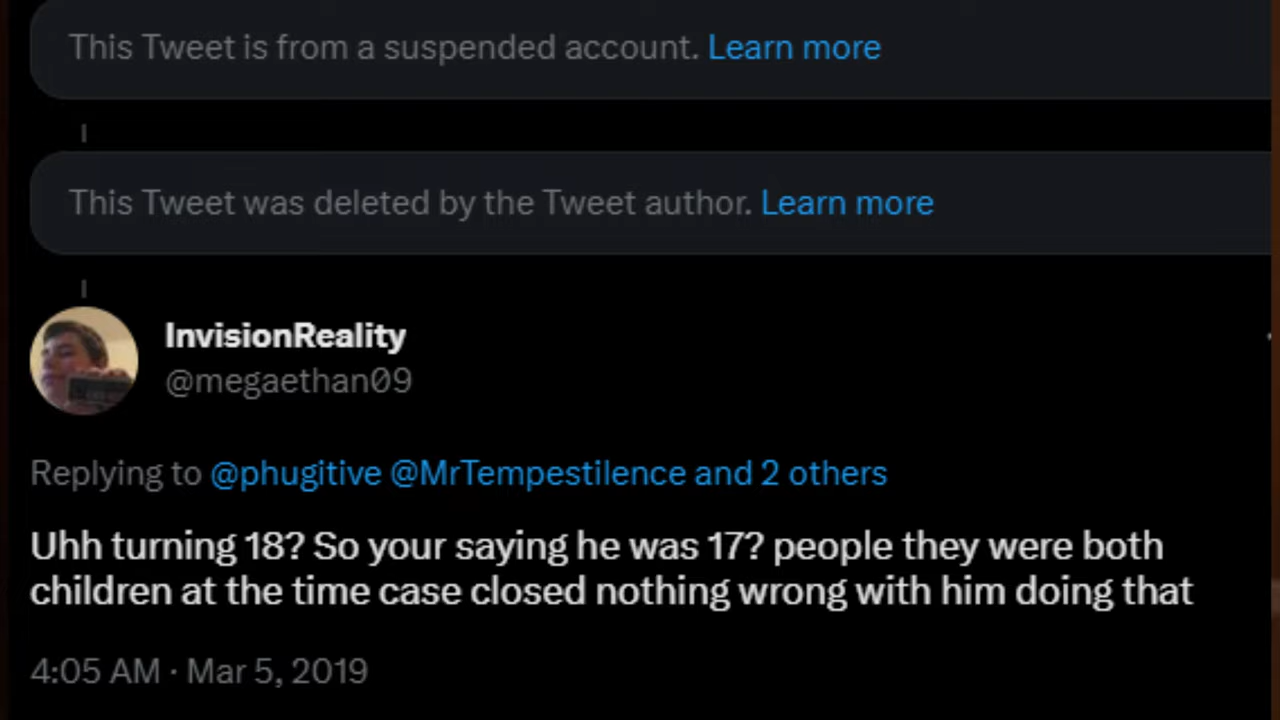 This Tweet is from a suspended account. Learn more
This Tweet was deleted by the Tweet author. Learn more
InvisionReality
@megaethan09
Replying to @phugitive @MrTempestilence and 2 others
Uhh turning 18? So your saying he was 17? people they were both
children at the time case closed nothing wrong with him doing that
4:05 AM · Mar 5, 2019